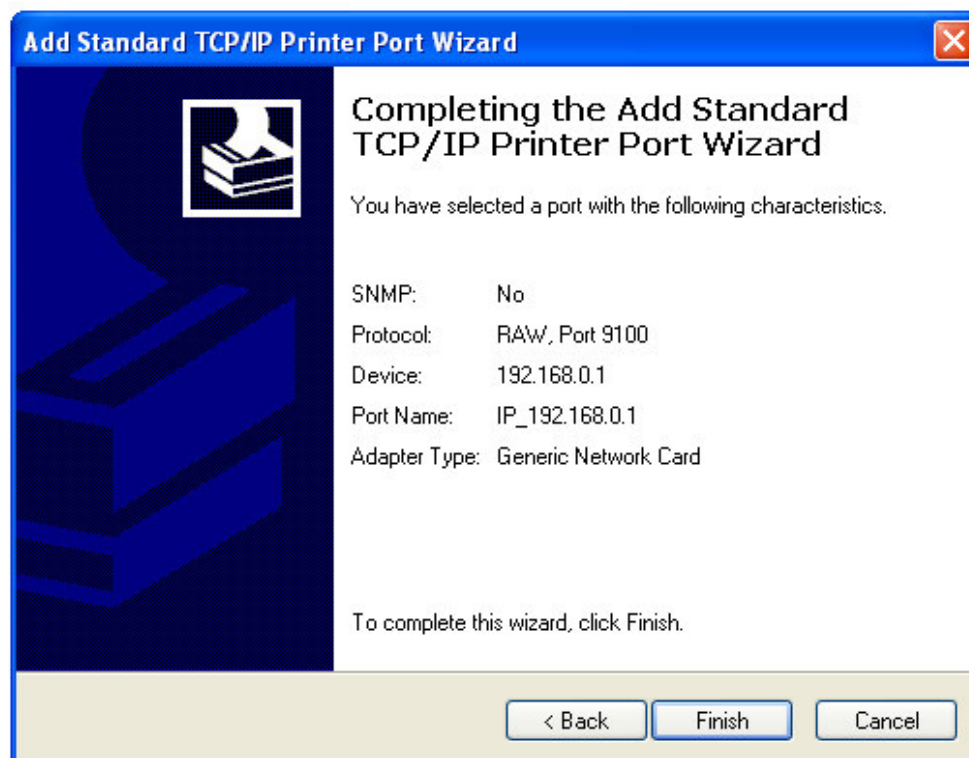 Add Standard TCP/IP Printer Port Wizard
Completing the Add Standard
TCP/IP Printer Port Wizard
You have selected a port with the following characteristics.
SNMP: No
Protocol: RAW, Port 9100
Device: 192.168.0.1
Port Name: IP_192.168.0.1
Adapter Type: Generic Network Card
To complete this wizard, click Finish.
< Back Finish Cancel